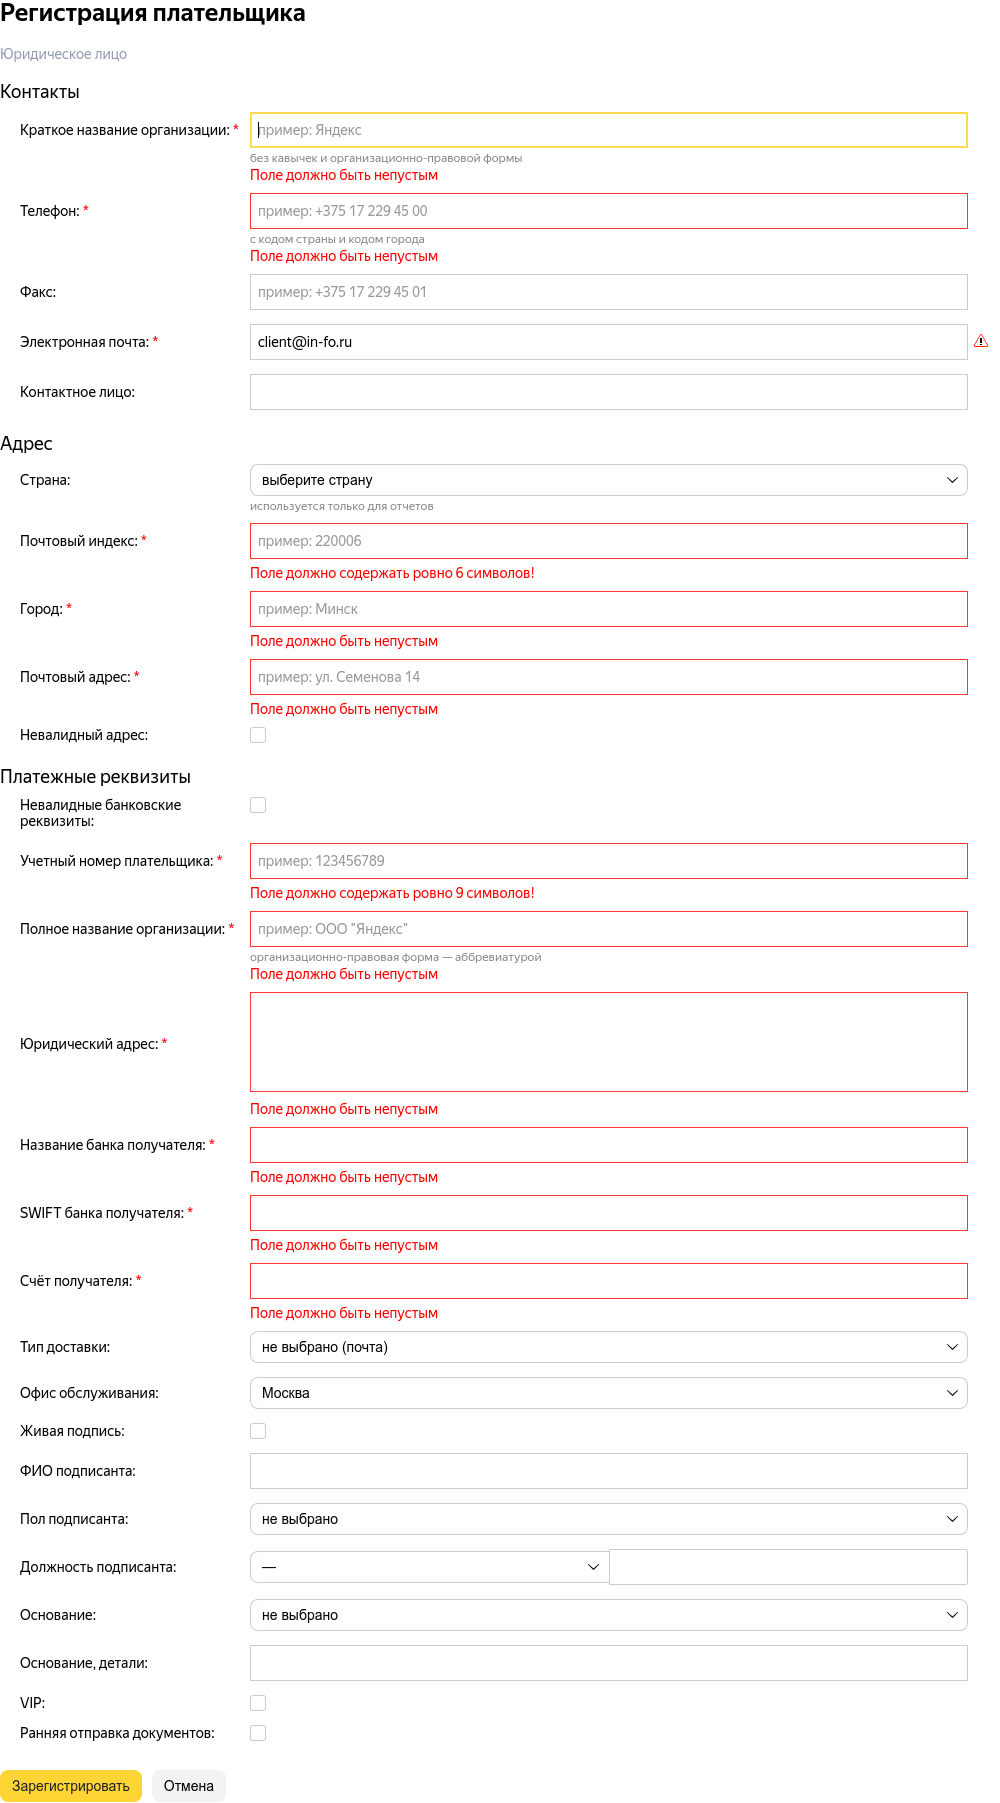 Регистрация плательщика
Юридическое лицо
Контакты
Краткое название организации: *
пример: Яндекс
без кавычек и организационно-правовой формы
Поле должно быть непустым
Телефон: *
пример: +375 17 229 45 00
с кодом страны и кодом города
Поле должно быть непустым
Факс:
пример: +375 17 229 45 01
Электронная почта: *
client@in-fo.ru
Контактное лицо:
Адрес
Страна:
выберите страну
используется только для отчетов
Почтовый индекс: *
пример: 220006
Поле должно содержать ровно 6 символов!
Город: *
пример: Минск
Поле должно быть непустым
Почтовый адрес: *
пример: ул. Семенова 14
Поле должно быть непустым
Невалидный адрес:
Платежные реквизиты
Невалидные банковские
реквизиты:
Учетный номер плательщика: *
пример: 123456789
Поле должно содержать ровно 9 символов!
Полное название организации: *
пример: ООО "Яндекс"
организационно-правовая форма — аббревиатурой
Поле должно быть непустым
Юридический адрес: *
Поле должно быть непустым
Название банка получателя: *
Поле должно быть непустым
SWIFT банка получателя: *
Поле должно быть непустым
Счёт получателя: *
Поле должно быть непустым
Тип доставки:
не выбрано (почта)
Офис обслуживания:
Москва
Живая подпись:
ФИО подписанта:
Пол подписанта:
не выбрано
Должность подписанта:
—
Основание:
не выбрано
Основание, детали:
VIP:
Ранняя отправка документов:
Зарегистрировать
Отмена